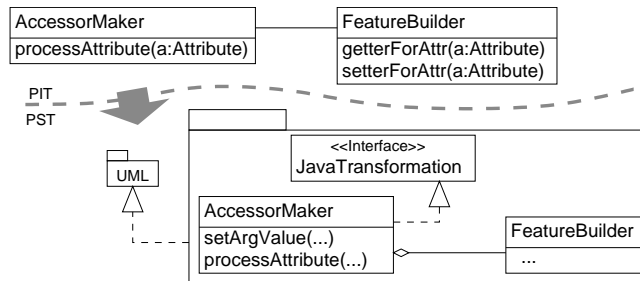 AccessorMaker
processAttribute(a:Attribute)
FeatureBuilder
getterForAttr(a:Attribute)
setterForAttr(a:Attribute)
PIT
PST
<<Interface>>
JavaTransformation
UML
AccessorMaker
setArgValue(...)
processAttribute(...)
FeatureBuilder
...